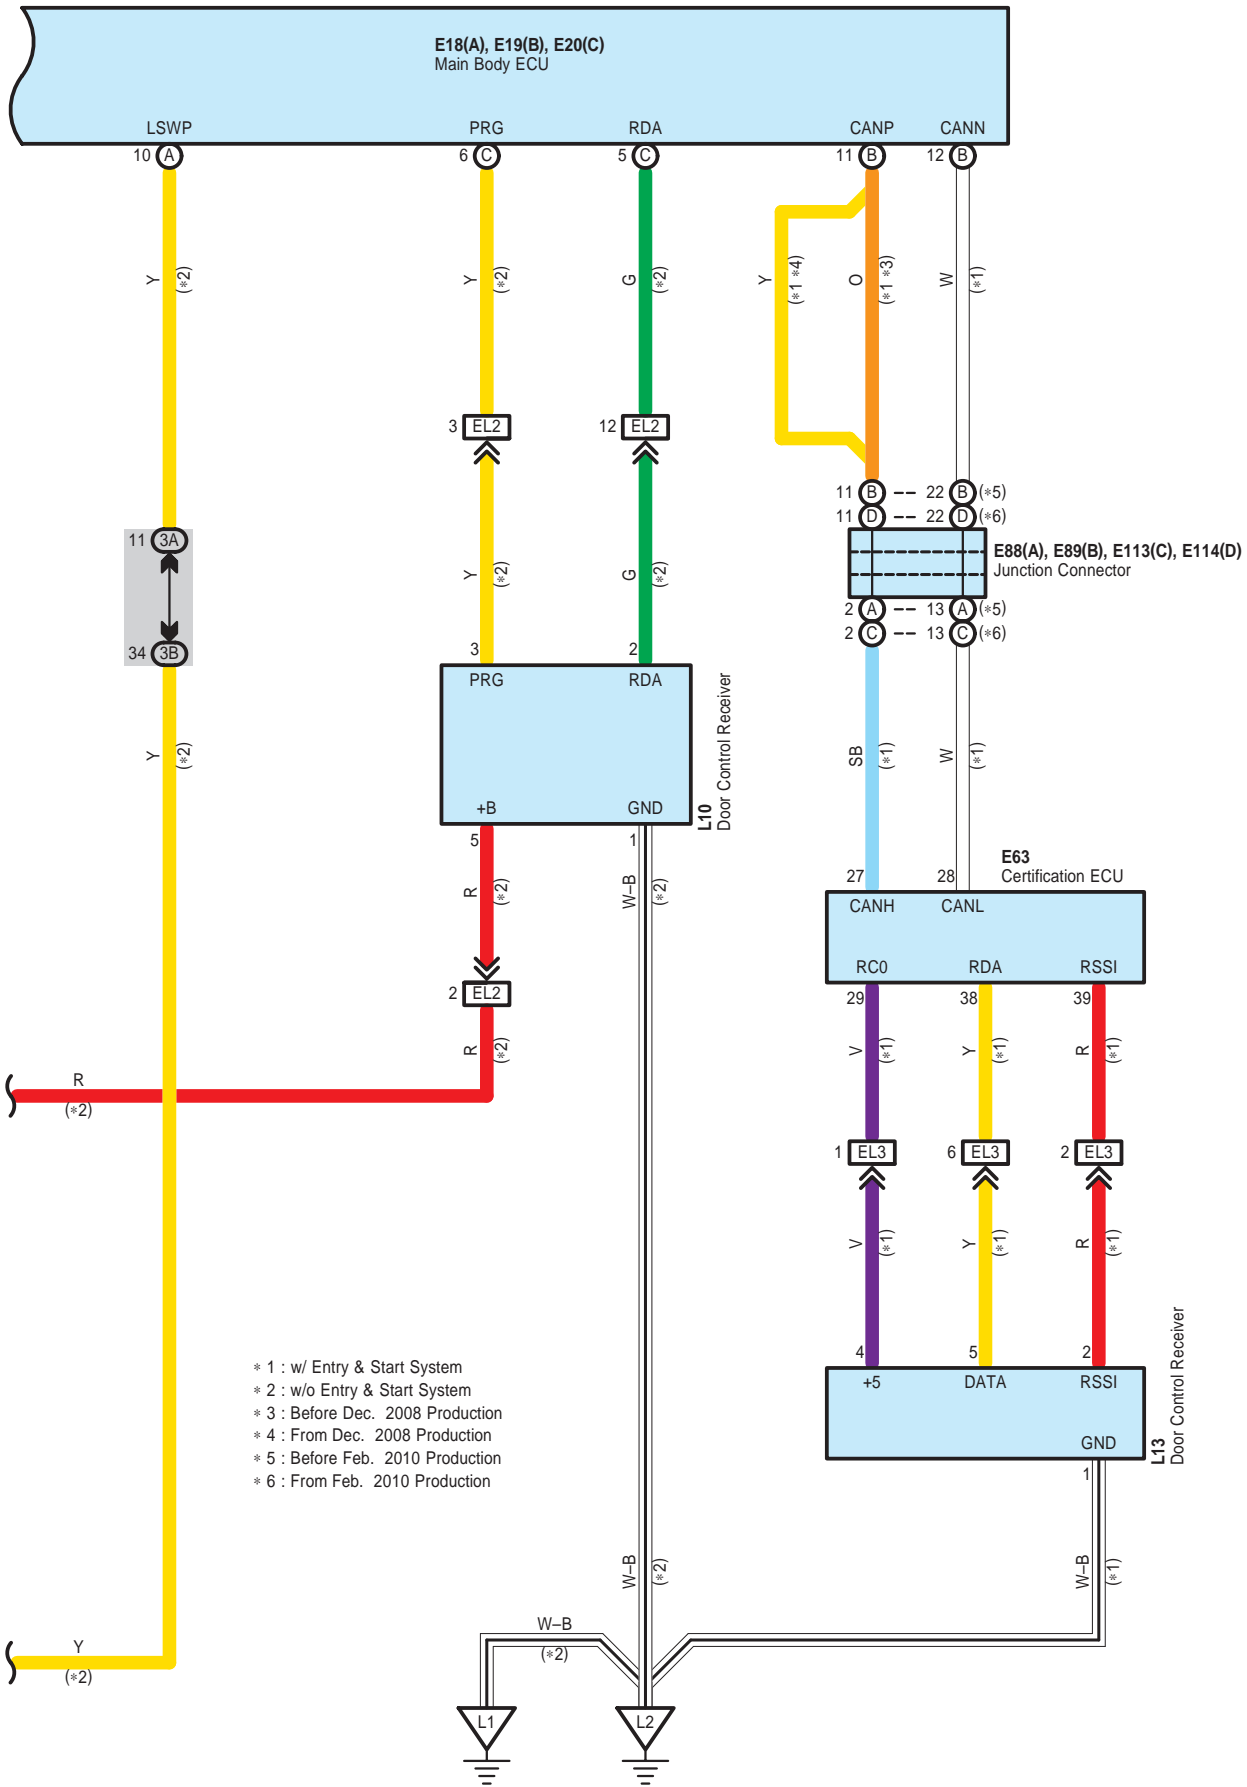 E18(A), E19(B), E20(C)
Main Body ECU
LSWP PRG RDA CANP CANN
10 A 6 C 5 C 11 B 12 B
Y (*2) Y (*2) G (*2) Y (*1 *4) O (*1 *3) W (*1)
3 EL2 12 EL2
11 B -- 22 B (*5)
11 D -- 22 D (*6)
11 3A
E88(A), E89(B), E113(C), E114(D)
Junction Connector
Y (*2) G (*2)
2 A -- 13 A (*5)
2 C -- 13 C (*6)
34 3B
3 2
PRG RDA
L10
Door Control Receiver
Y (*2) SB (*1) W (*1)
+B GND
5 1
E63
Certification ECU
27 28
R (*2) W–B (*2)
CANH CANL
RC0 RDA RSSI
2 EL2
29 38 39
R (*2) V (*1) Y (*1) R (*1)
R
(*2)
1 EL3 6 EL3 2 EL3
V (*1) Y (*1) R (*1)
4 5 2
+5 DATA RSSI
L13
Door Control Receiver
GND
1
* 1 : w/ Entry & Start System
* 2 : w/o Entry & Start System
* 3 : Before Dec. 2008 Production
* 4 : From Dec. 2008 Production
* 5 : Before Feb. 2010 Production
* 6 : From Feb. 2010 Production
W–B (*2) W–B (*1)
W–B
(*2)
Y
(*2)
L1 L2